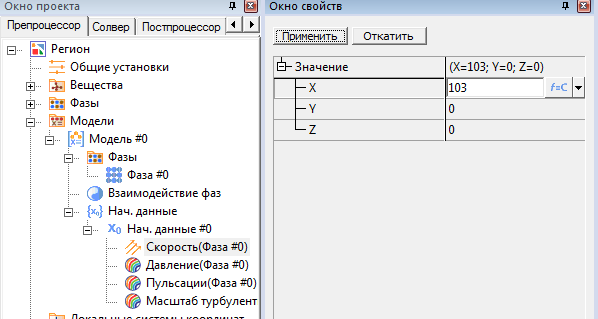 Окно проекта
Препроцессор Солвер Постпроцессор
Регион
Общие установки
Вещества
Фазы
Модели
Модель #0
Фазы
Фаза #0
Взаимодействие фаз
Нач. данные
Нач. данные #0
Скорость(Фаза #0)
Давление(Фаза #0)
Пульсации(Фаза #0)
Масштаб турбулент
Локальные системы координат
Окно свойств
Применить Откатить
Значение (X=103; Y=0; Z=0)
X 103 f=C
Y 0
Z 0